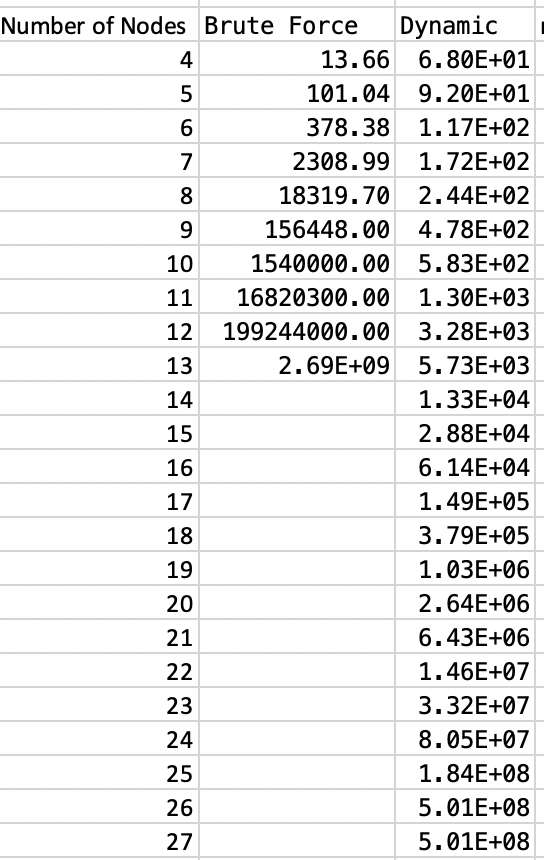 Number of Nodes Brute Force Dynamic
4 13.66 6.80E+01
5 101.04 9.20E+01
6 378.38 1.17E+02
7 2308.99 1.72E+02
8 18319.70 2.44E+02
9 156448.00 4.78E+02
10 1540000.00 5.83E+02
11 16820300.00 1.30E+03
12 199244000.00 3.28E+03
13 2.69E+09 5.73E+03
14 1.33E+04
15 2.88E+04
16 6.14E+04
17 1.49E+05
18 3.79E+05
19 1.03E+06
20 2.64E+06
21 6.43E+06
22 1.46E+07
23 3.32E+07
24 8.05E+07
25 1.84E+08
26 5.01E+08
27 5.01E+08